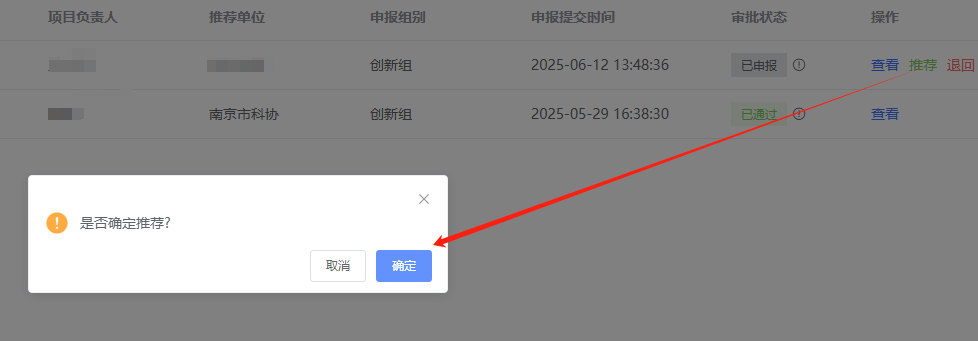 项目负责人 推荐单位 申报组别 申报提交时间 审批状态 操作
创新组 2025-06-12 13:48:36 已申报 查看 推荐 退回
南京市科协 创新组 2025-05-29 16:38:30 已通过 查看
是否确定推荐?
取消 确定